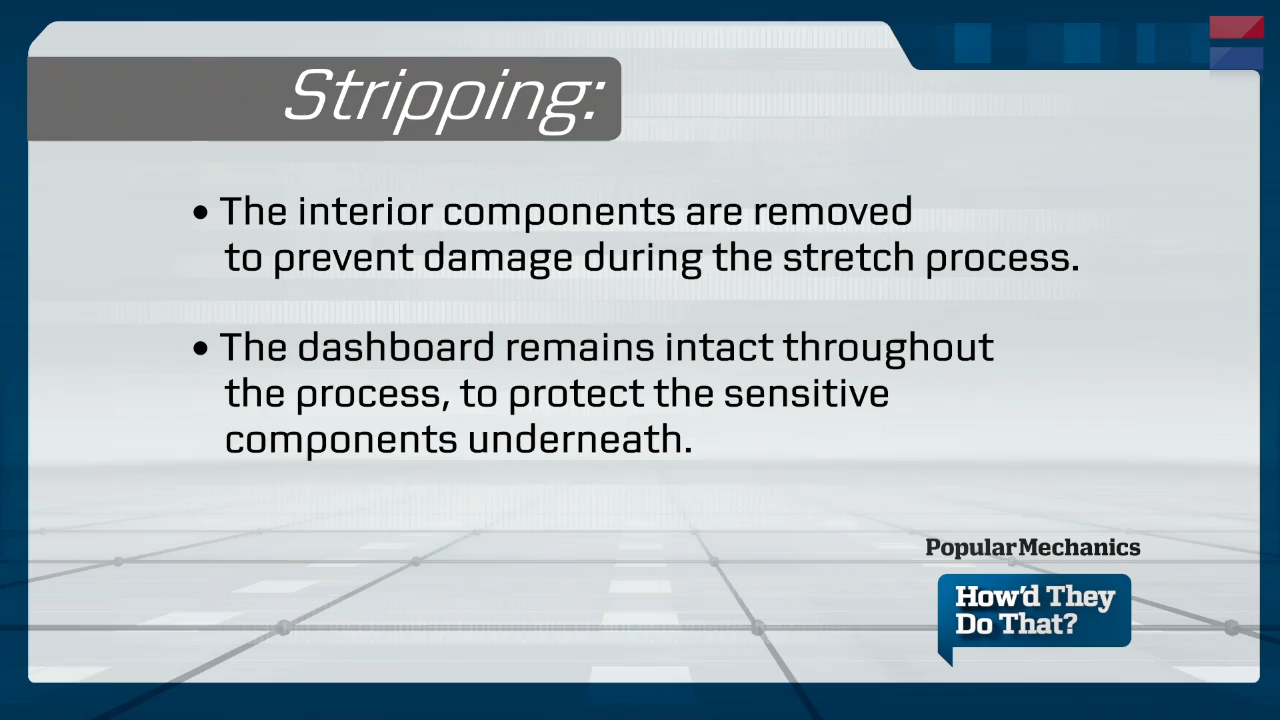 Stripping:
• The interior components are removed
to prevent damage during the stretch process.
• The dashboard remains intact throughout
the process, to protect the sensitive
components underneath.
PopularMechanics
How'd They
Do That?